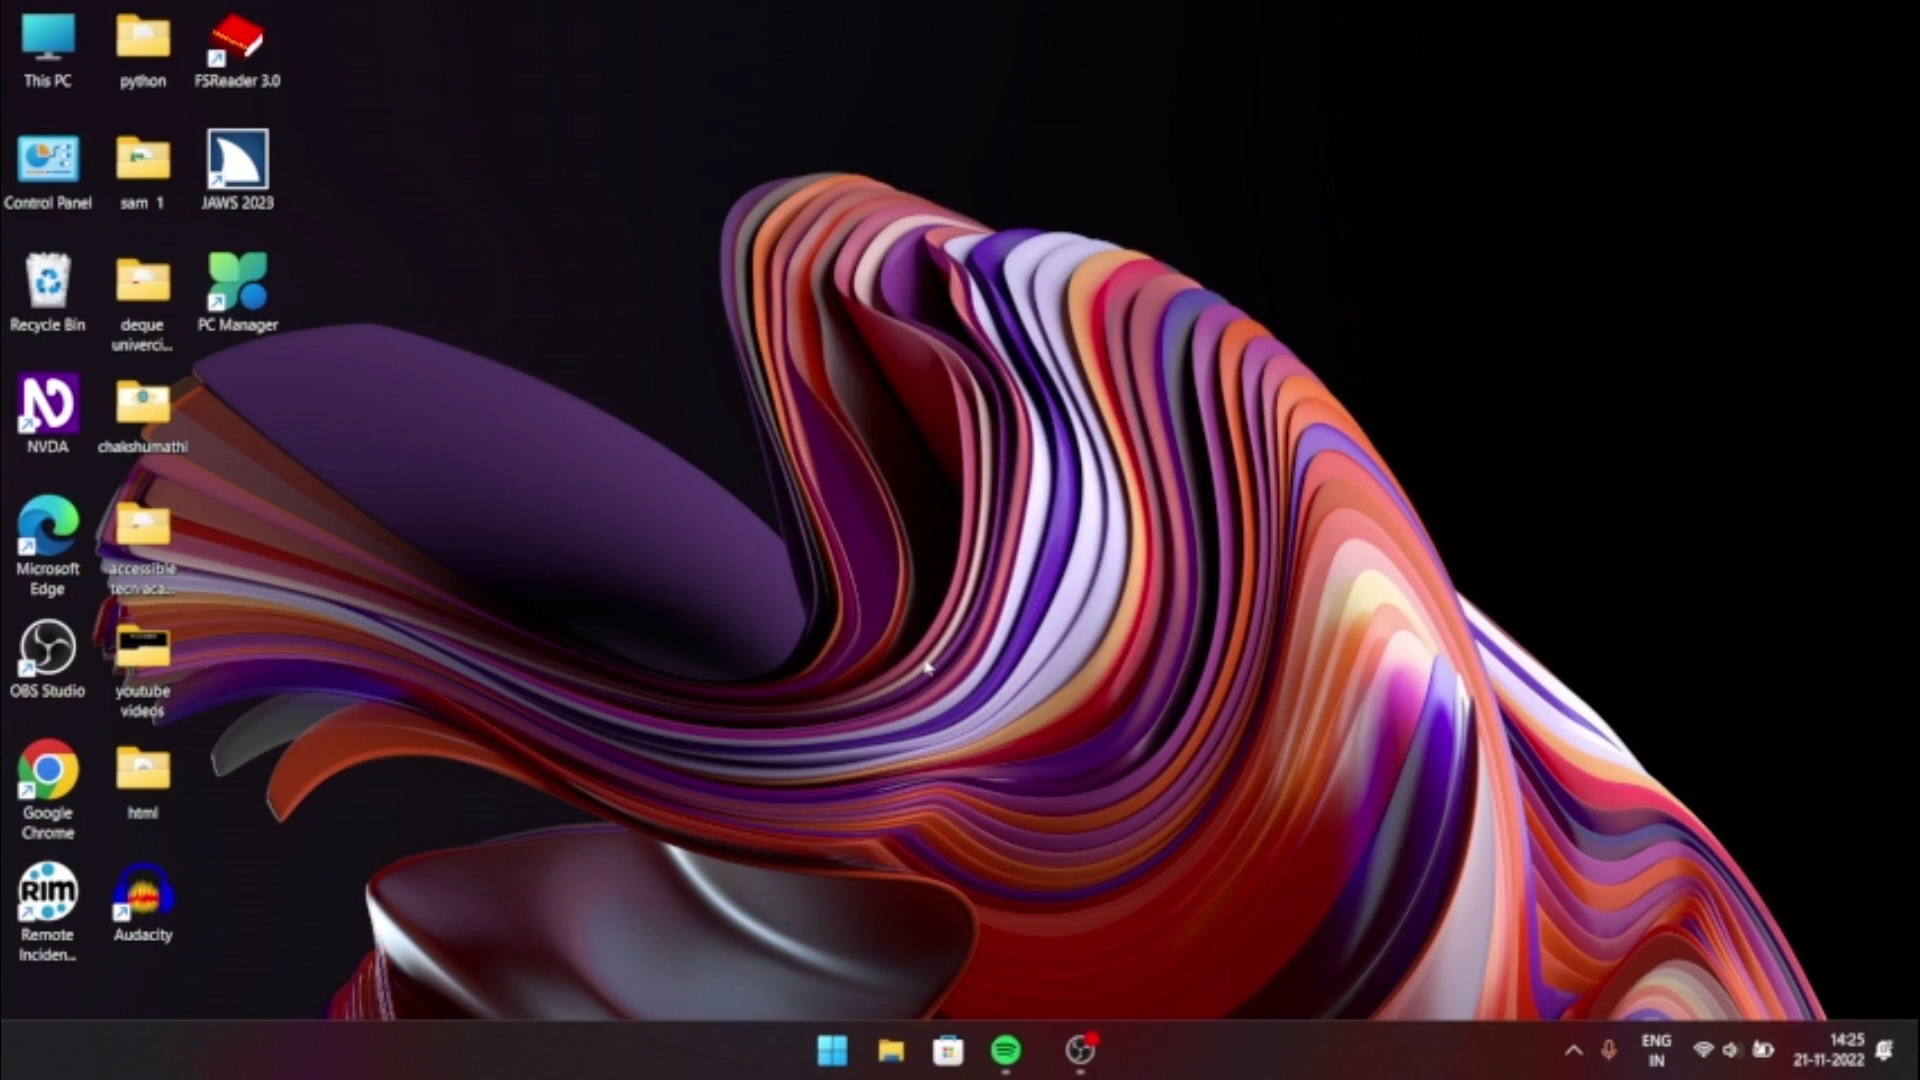 This PC
python
FSReader 3.0
Control Panel
sam 1
JAWS 2023
Recycle Bin
deque
univerci...
PC Manager
NVDA
chakshumathi
Microsoft
Edge
accessible
tech aca...
OBS Studio
youtube
videos
Google
Chrome
html
RIM
Remote
Inciden...
Audacity
ENG
IN
14:25
21-11-2022